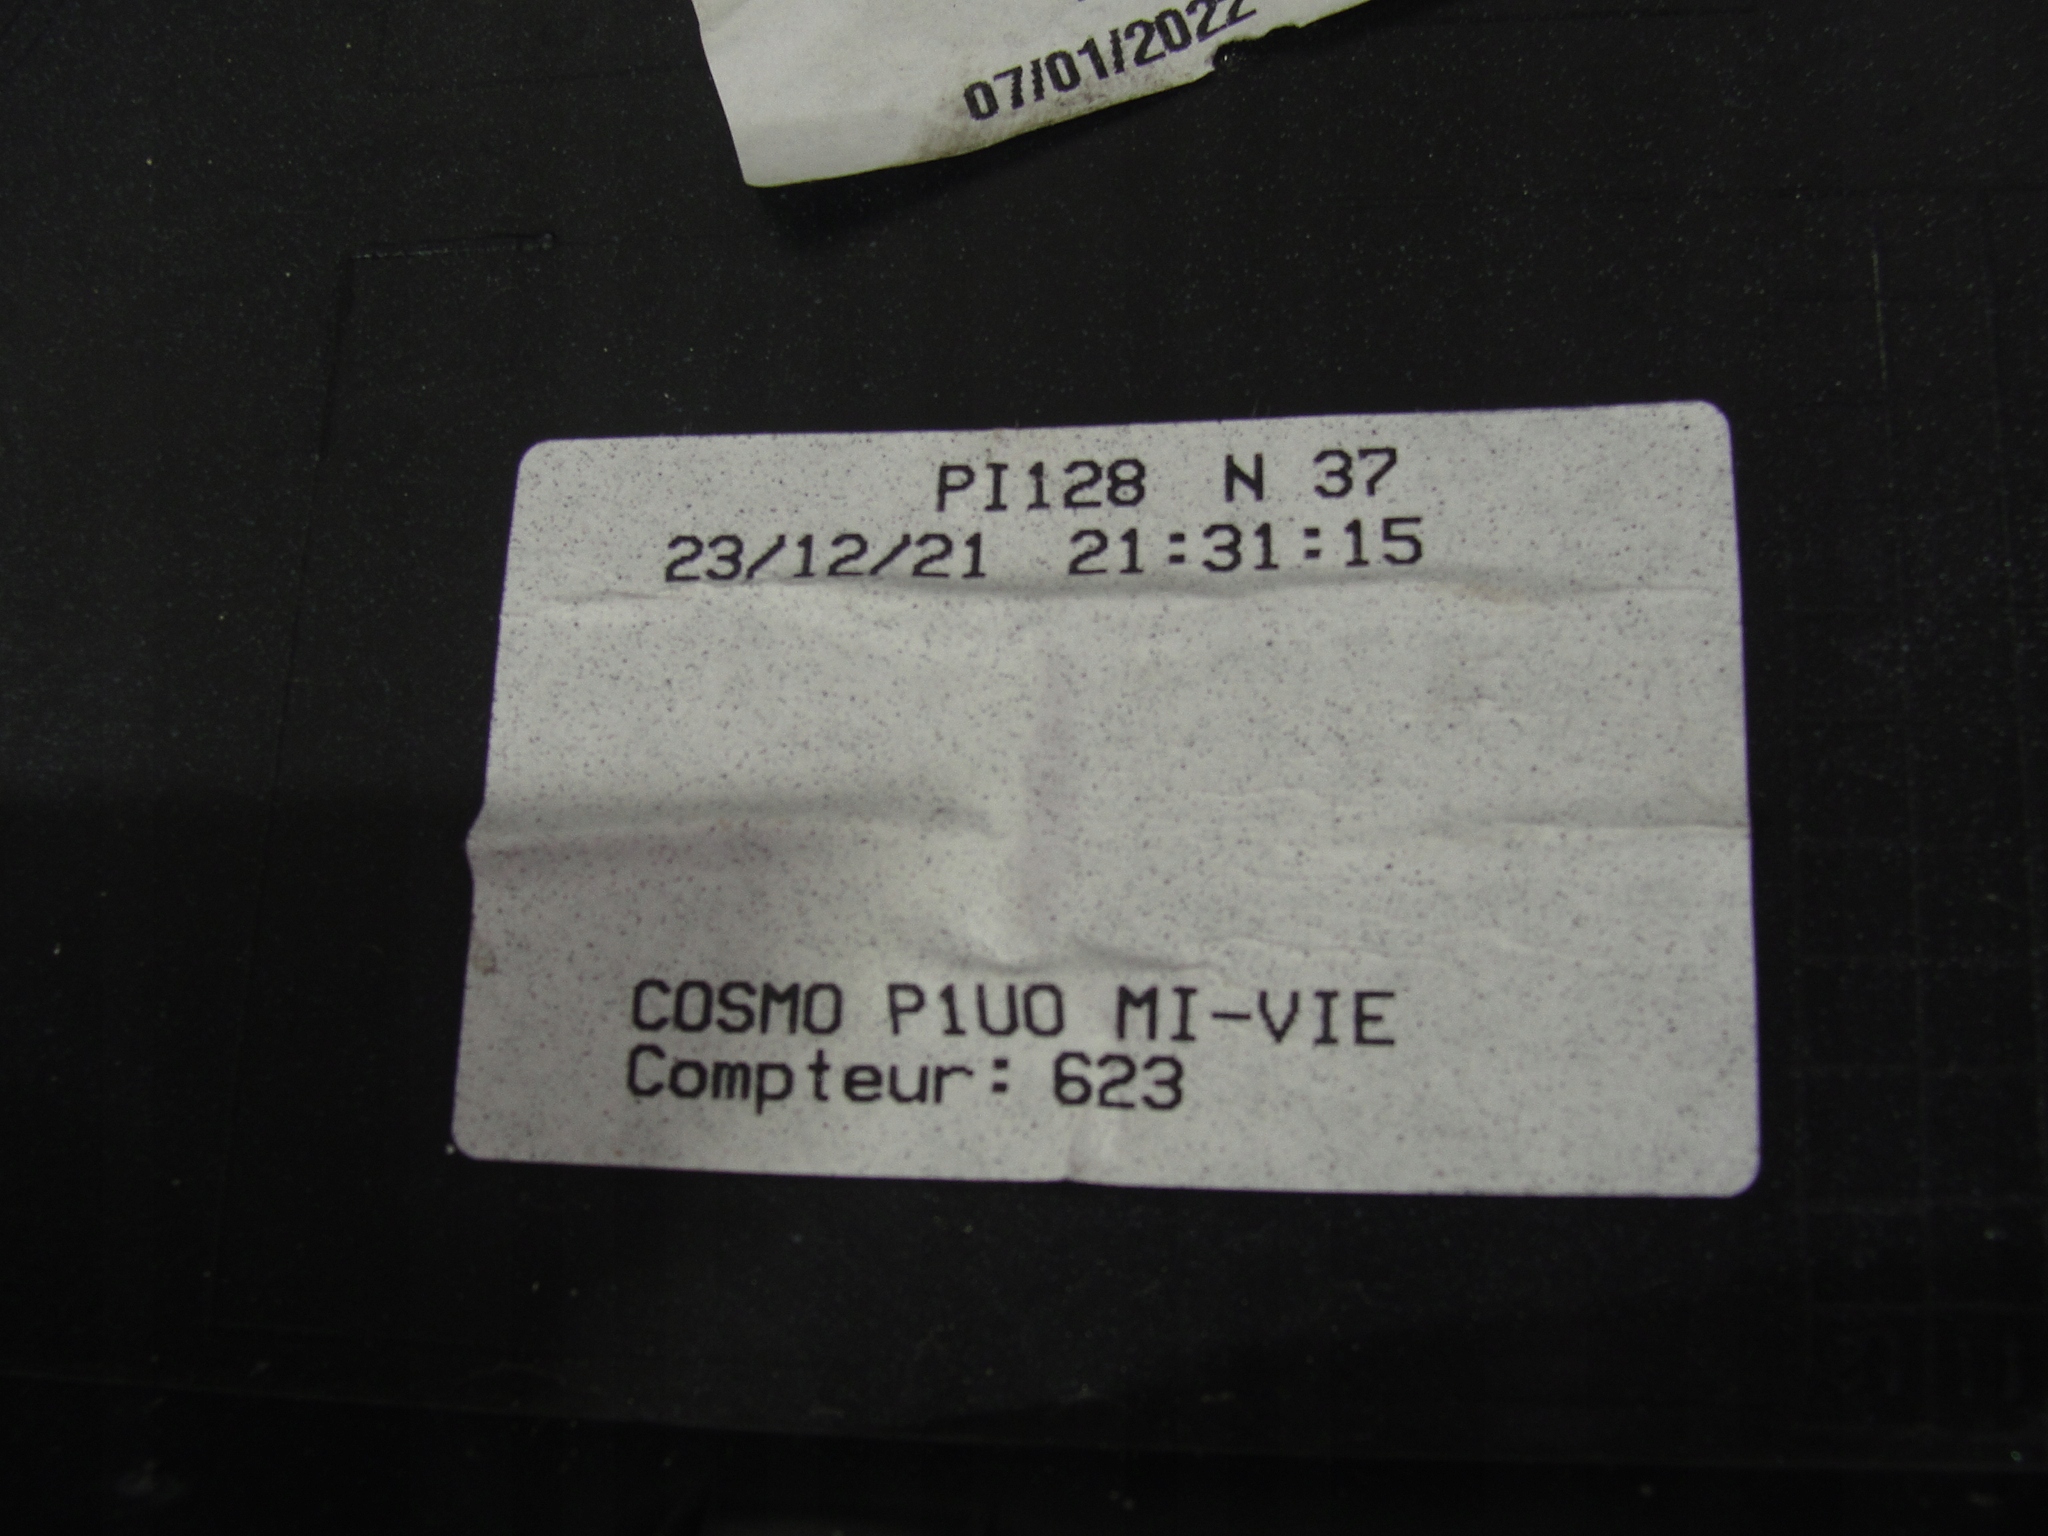 07/01/2022
PI128 N 37
23/12/21 21:31:15
COSMO P1UO MI-VIE
Compteur: 623